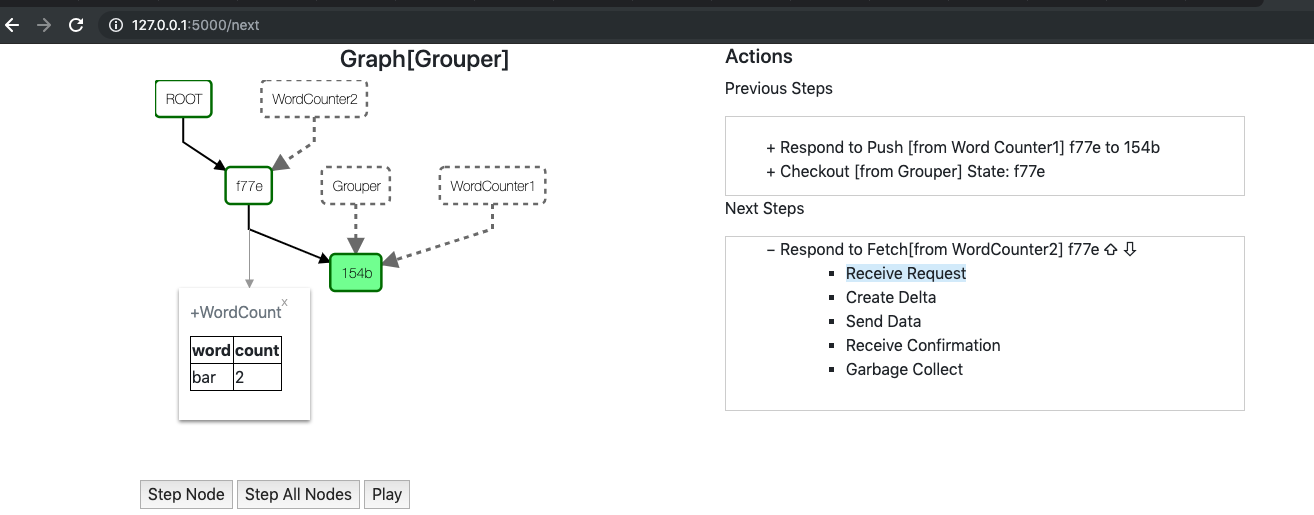 127.0.0.1:5000/next
Graph[Grouper]
ROOT
WordCounter2
f77e
Grouper
WordCounter1
154b
+WordCount x
word count
bar 2
Step Node Step All Nodes Play
Actions
Previous Steps
+ Respond to Push [from Word Counter1] f77e to 154b
+ Checkout [from Grouper] State: f77e
Next Steps
– Respond to Fetch[from WordCounter2] f77e ⇧ ⇩
▪ Receive Request
▪ Create Delta
▪ Send Data
▪ Receive Confirmation
▪ Garbage Collect